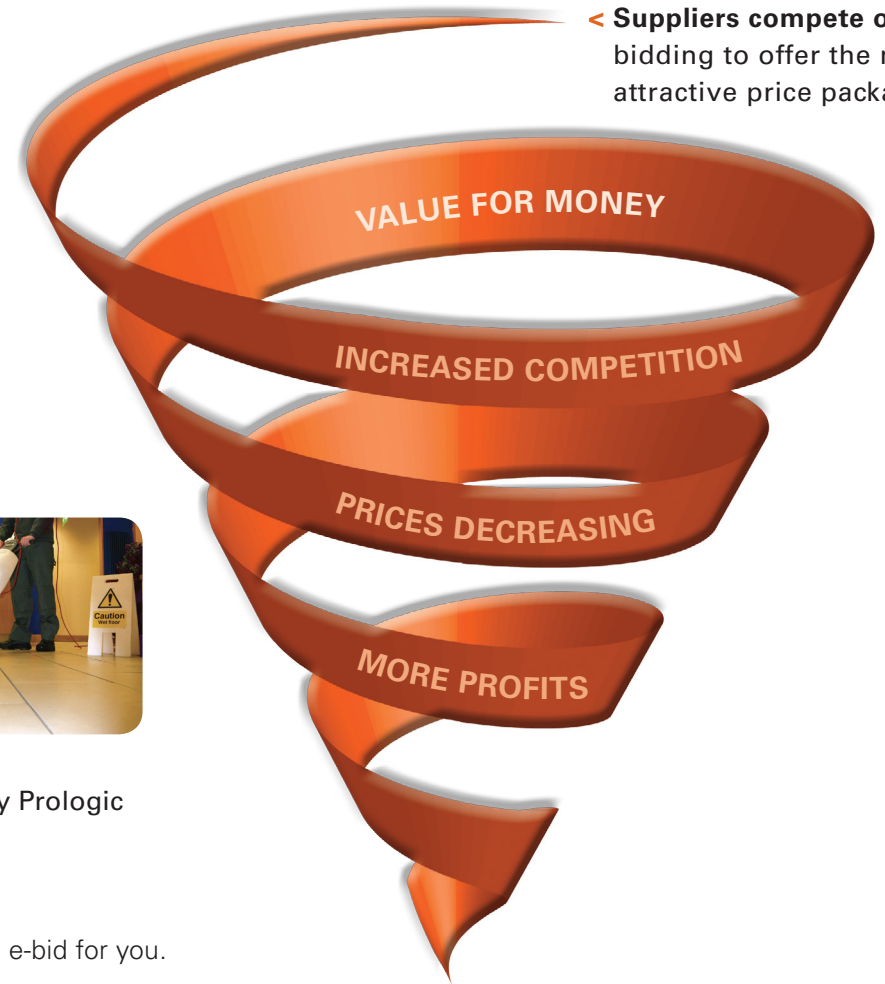 < Suppliers compete o
bidding to offer the
attractive price packa
VALUE FOR MONEY
INCREASED COMPETITION
PRICES DECREASING
MORE PROFITS
Caution
Wet floor
y Prologic
e-bid for you.